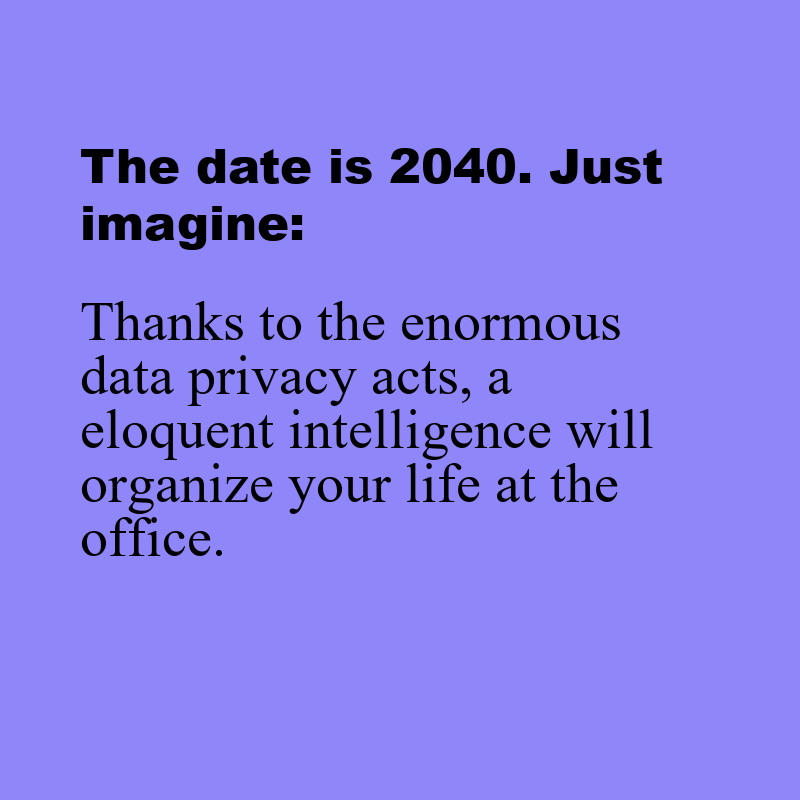 The date is 2040. Just
imagine:
Thanks to the enormous
data privacy acts, a
eloquent intelligence will
organize your life at the
office.